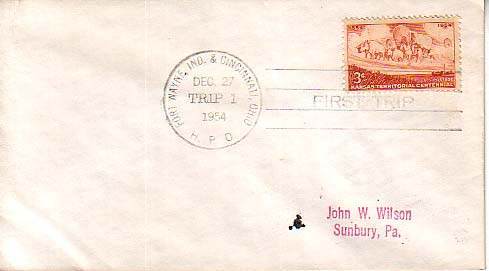 1854 1954
3¢
KANSAS TERRITORIAL CENTENNIAL
FORT WAYNE, IND. & CINCINNATI, OHIO
DEC. 27
TRIP 1
1954
H. P. O.
FIRST TRIP
John W. Wilson
Sunbury, Pa.